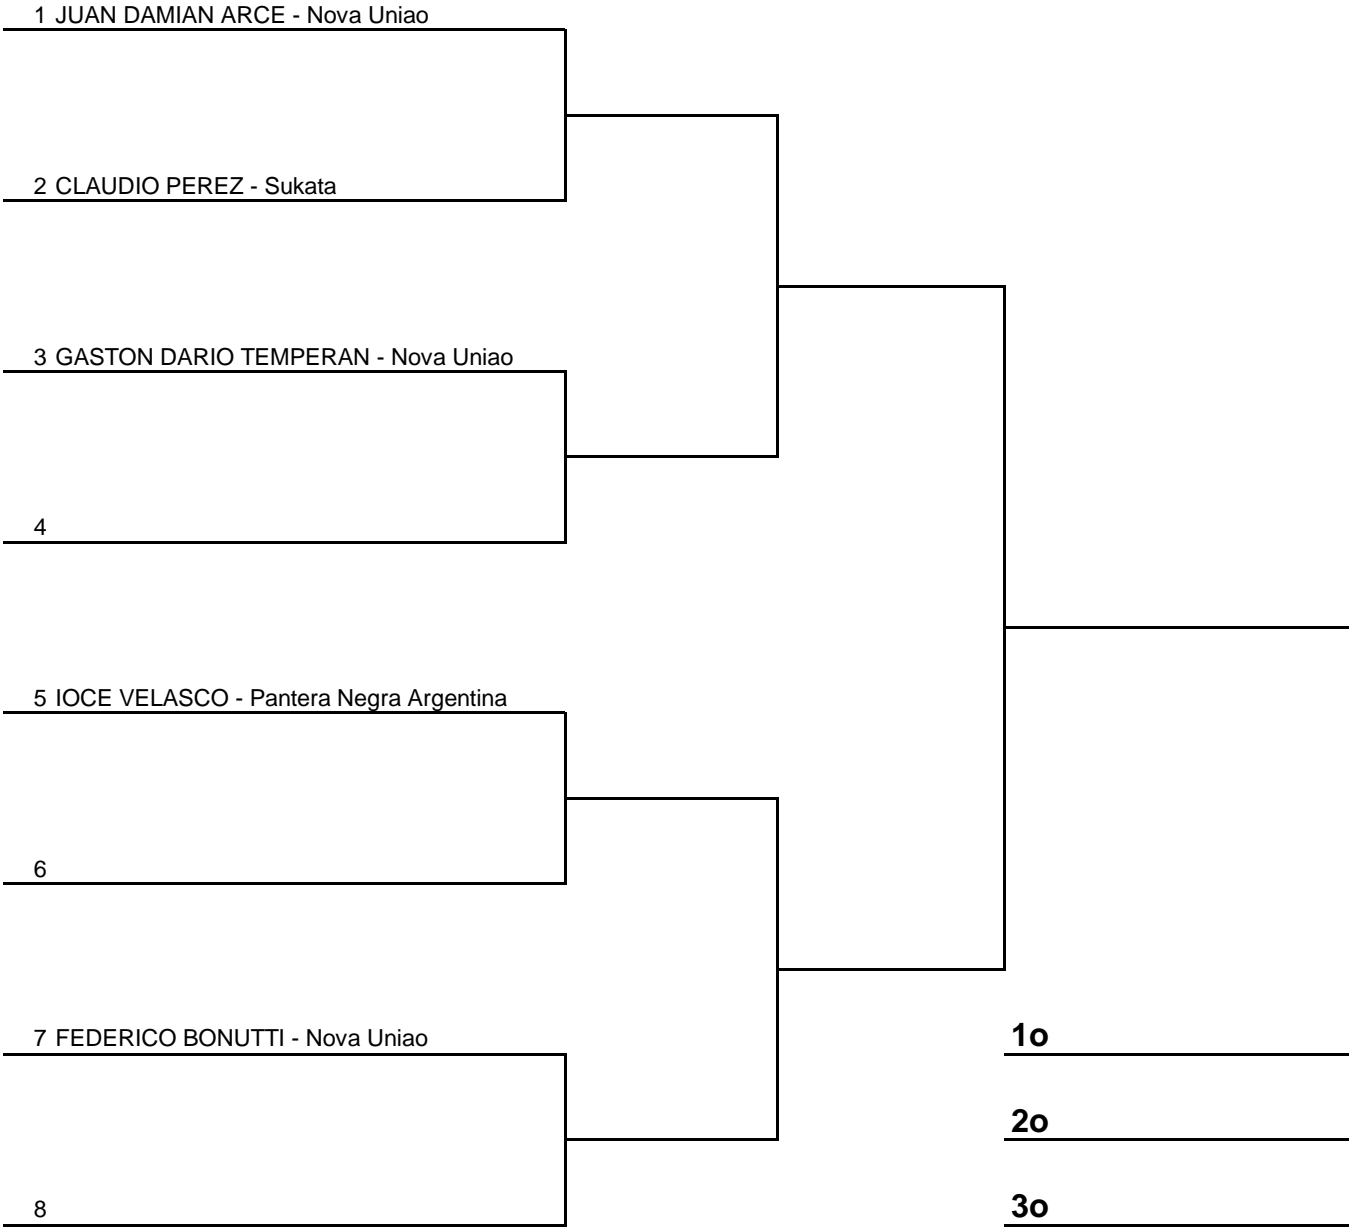 1 JUAN DAMIAN ARCE - Nova Uniao
2 CLAUDIO PEREZ - Sukata
3 GASTON DARIO TEMPERAN - Nova Uniao
4
5 IOCE VELASCO - Pantera Negra Argentina
6
7 FEDERICO BONUTTI - Nova Uniao
8
1o
2o
3o